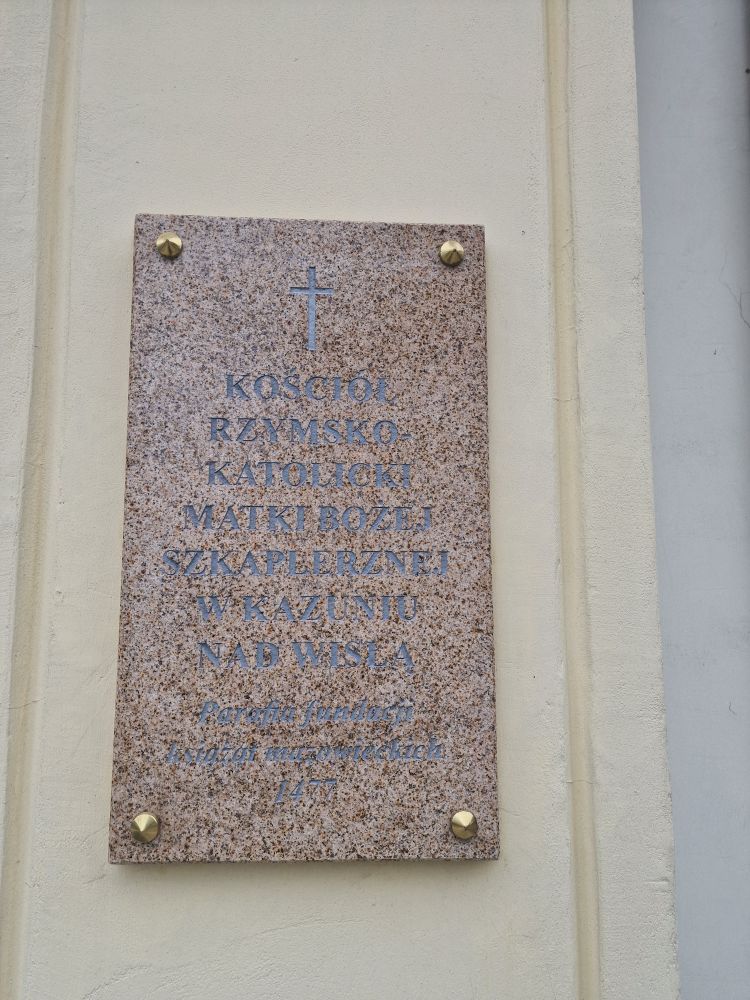 KOŚCIÓŁ
RZYMSKO-
KATOLICKI
MATKI BOŻEJ
SZKAPLERZNEJ
W KAZUNIU
NAD WISŁĄ
Parafia fundacji
książąt mazowieckich
1477